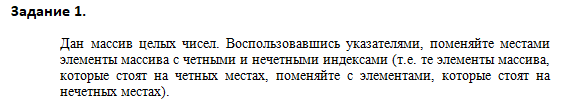 Задание 1.
Дан массив целых чисел. Воспользовавшись указателями, поменяйте местами
элементы массива с четными и нечетными индексами (т.е. те элементы массива,
которые стоят на четных местах, поменяйте с элементами, которые стоят на
нечетных местах).